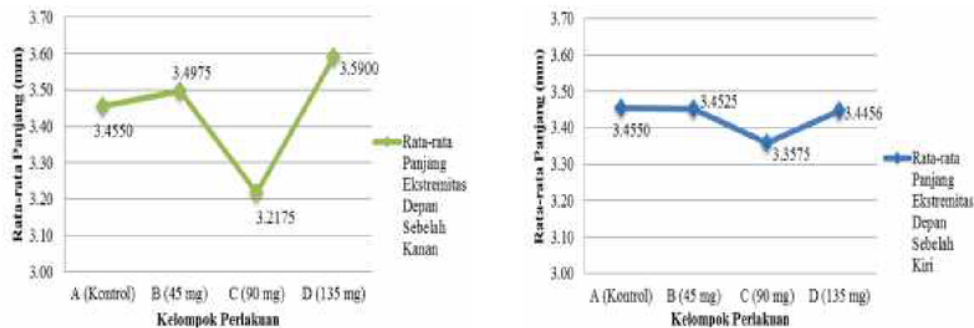 3.70
3.60
3.50
3.40
3.30
3.20
3.10
3.00
Rata-rata Panjang (mm)
3.4550
3.4975
3.2175
3.5900
A (Kontrol) B (45 mg) C (90 mg) D (135 mg)
Kelompok Perlakuan
Rata-rata
Panjang
Ekstremitas
Depan
Sebelah
Kanan
3.70
3.60
3.50
3.40
3.30
3.20
3.10
3.00
Rata-rata Panjang (mm)
3.4550
3.4525
3.3575
3.4456
A (Kontrol) B (45 mg) C (90 mg) D (135 mg)
Kelompok Perlakuan
Rata-rata
Panjang
Ekstremitas
Depan
Sebelah
Kiri